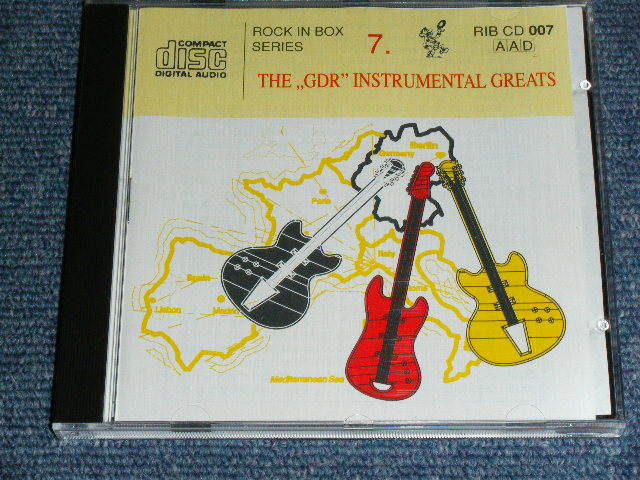 COMPACT
disc
DIGITAL AUDIO
ROCK IN BOX
SERIES
7.
RIB CD 007
AAD
THE „GDR” INSTRUMENTAL GREATS
Berlin
Germany
Paris
Italy
Spain
Lisbon
Mediterranean Sea